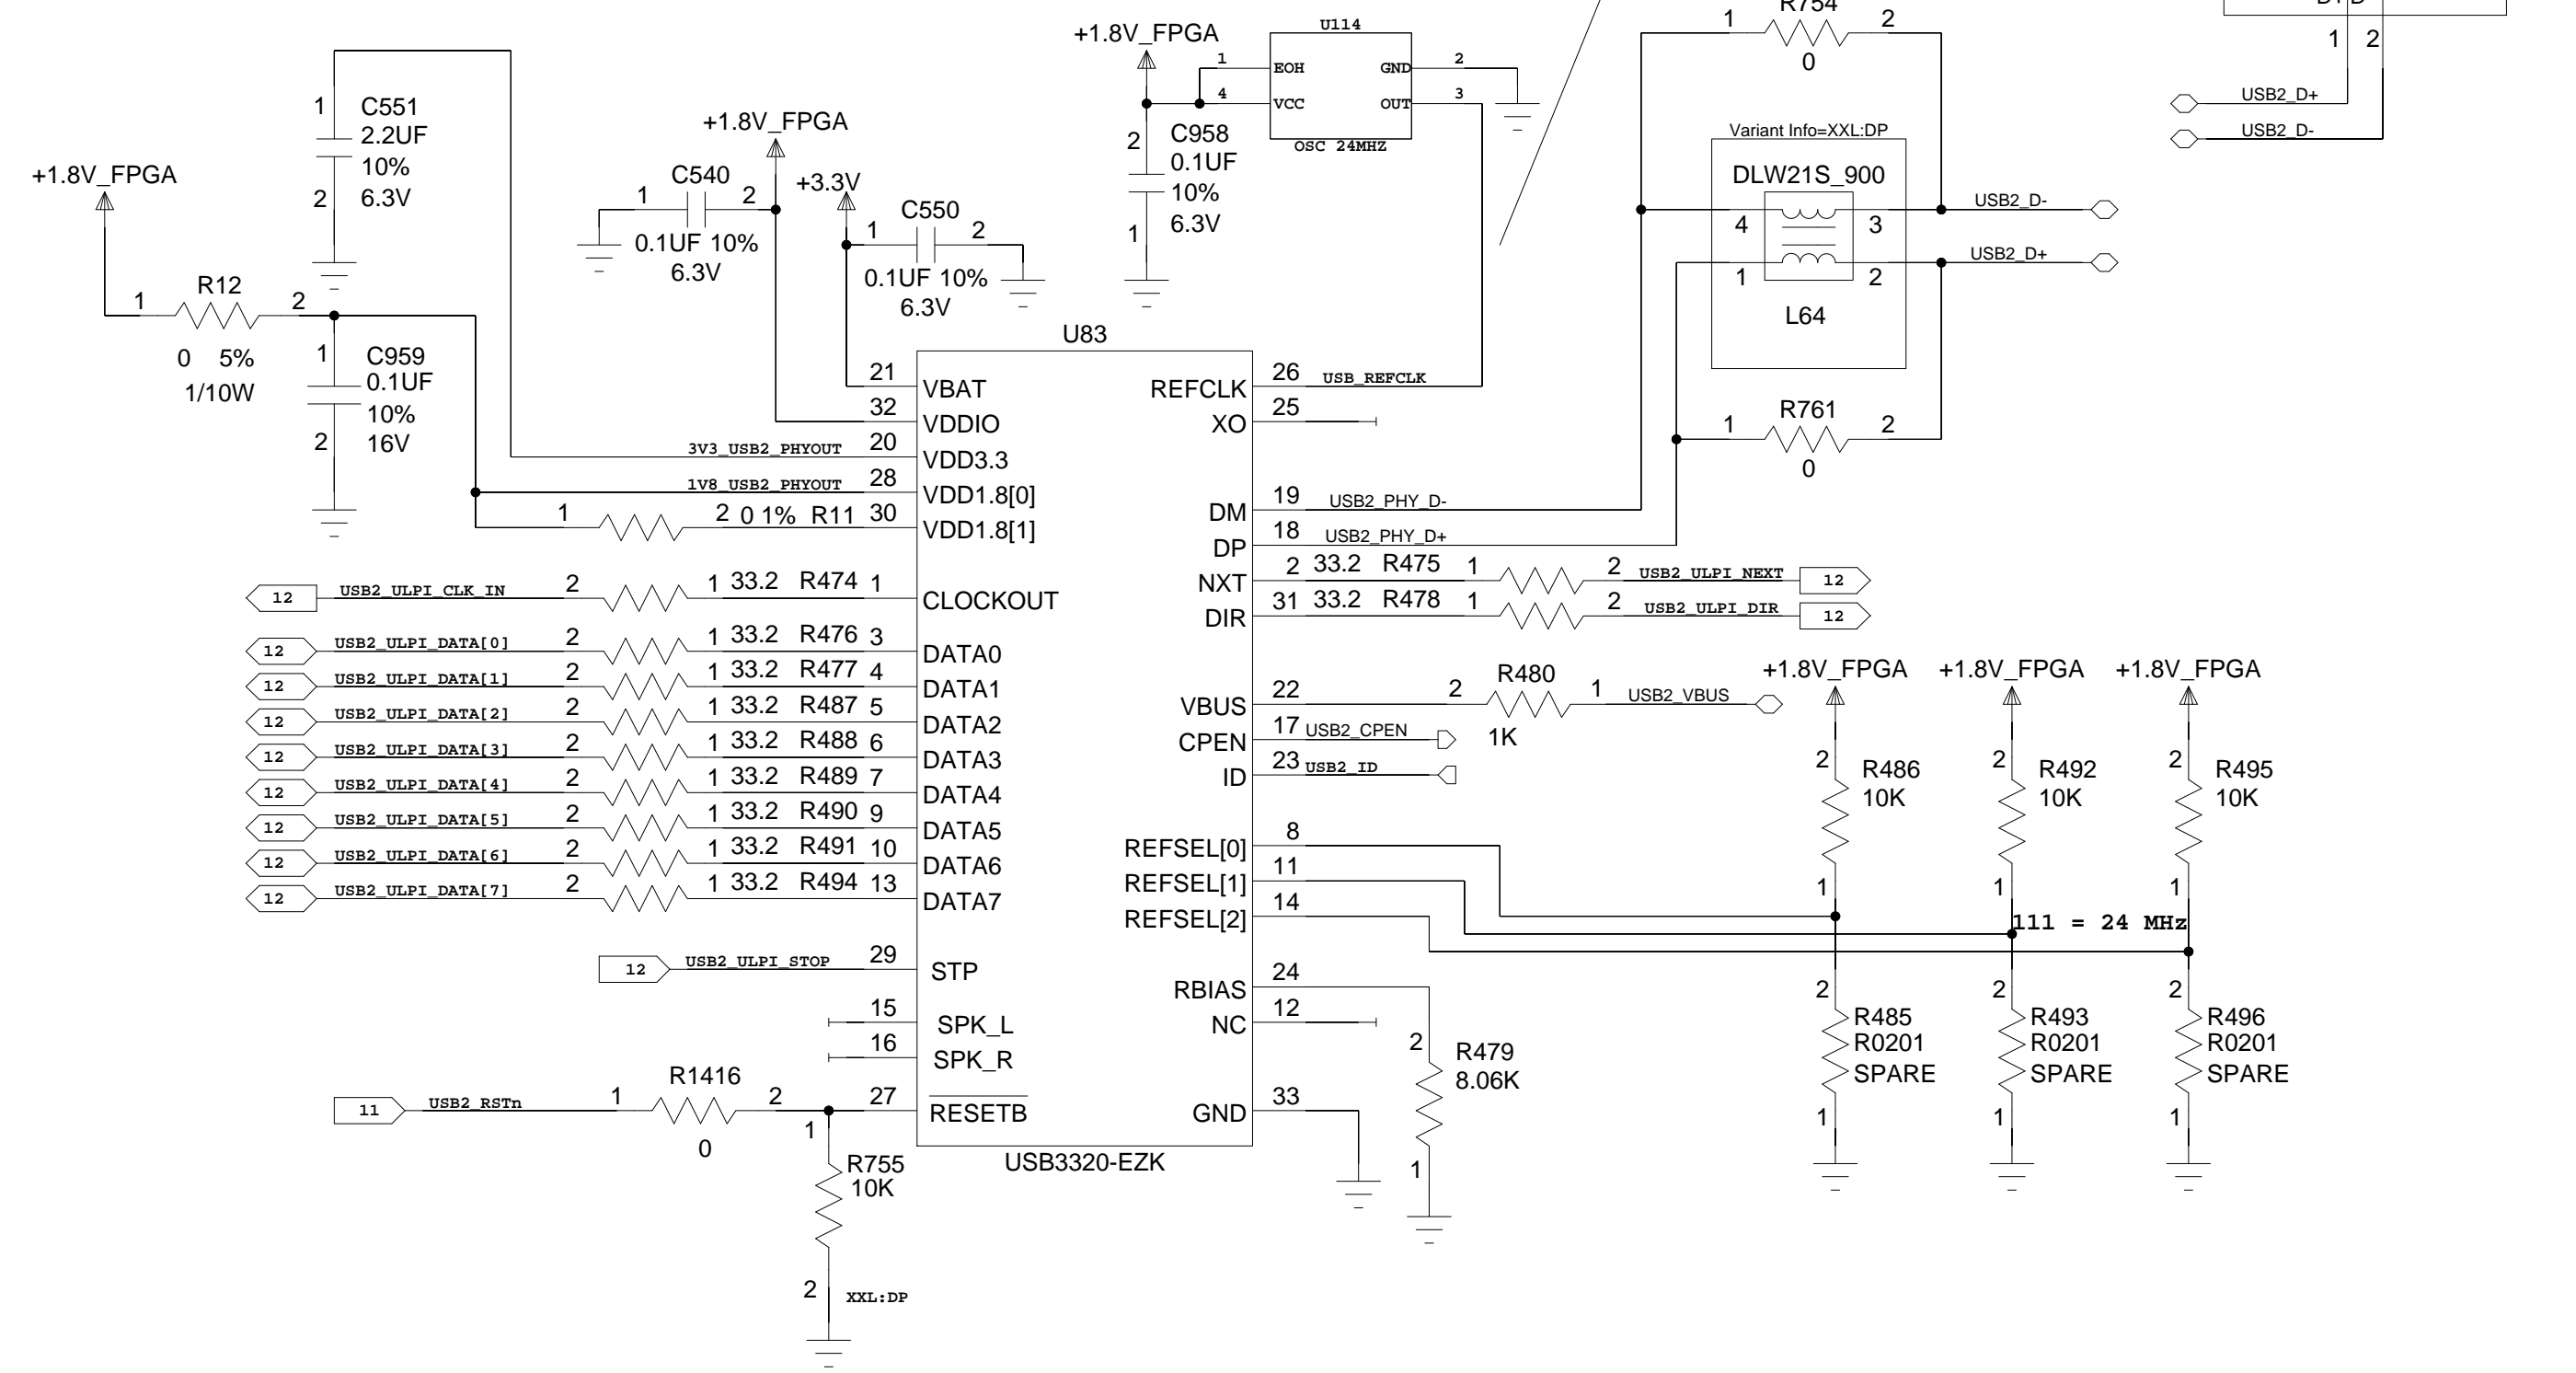 R754
1 2
0
1 2
USB2_D+
USB2_D-
+1.8V_FPGA
U114
1 EOH GND 2
4 VCC OUT 3
OSC 24MHZ
2 C958
0.1UF
10%
1 6.3V
1 C551
2.2UF
10%
2 6.3V
+1.8V_FPGA
+1.8V_FPGA
1 C540 2
0.1UF 10%
6.3V
+3.3V
1 C550 2
0.1UF 10%
6.3V
Variant Info=XXL:DP
DLW21S_900
4 3 USB2_D-
1 2 USB2_D+
L64
1 R12 2
0 5%
1/10W
1 C959
0.1UF
10%
2 16V
U83
21 VBAT
32 VDDIO
3V3_USB2_PHYOUT 20 VDD3.3
1V8_USB2_PHYOUT 28 VDD1.8[0]
1 2 0 1% R11 30 VDD1.8[1]
REFCLK 26 USB_REFCLK
XO 25
1 R761 2
0
DM 19 USB2_PHY_D-
DP 18 USB2_PHY_D+
NXT 2 33.2 R475 1 2 USB2_ULPI_NEXT 12
DIR 31 33.2 R478 1 2 USB2_ULPI_DIR 12
12 USB2_ULPI_CLK_IN 2 1 33.2 R474 1 CLOCKOUT
12 USB2_ULPI_DATA[0] 2 1 33.2 R476 3 DATA0
12 USB2_ULPI_DATA[1] 2 1 33.2 R477 4 DATA1
12 USB2_ULPI_DATA[2] 2 1 33.2 R487 5 DATA2
12 USB2_ULPI_DATA[3] 2 1 33.2 R488 6 DATA3
12 USB2_ULPI_DATA[4] 2 1 33.2 R489 7 DATA4
12 USB2_ULPI_DATA[5] 2 1 33.2 R490 9 DATA5
12 USB2_ULPI_DATA[6] 2 1 33.2 R491 10 DATA6
12 USB2_ULPI_DATA[7] 2 1 33.2 R494 13 DATA7
VBUS 22 2 R480 1 USB2_VBUS
1K
CPEN 17 USB2_CPEN
ID 23 USB2_ID
+1.8V_FPGA +1.8V_FPGA +1.8V_FPGA
2 2 2
R486 R492 R495
10K 10K 10K
1 1 1
REFSEL[0] 8
REFSEL[1] 11
REFSEL[2] 14
111 = 24 MHz
12 USB2_ULPI_STOP 29 STP
15 SPK_L
16 SPK_R
RBIAS 24
NC 12
2 R479
8.06K
1
2 2 2
R485 R493 R496
R0201 R0201 R0201
SPARE SPARE SPARE
1 1 1
11 USB2_RSTn 1 R1416 2 27 RESETB
0
GND 33
USB3320-EZK
1
R755
10K
2 XXL:DP